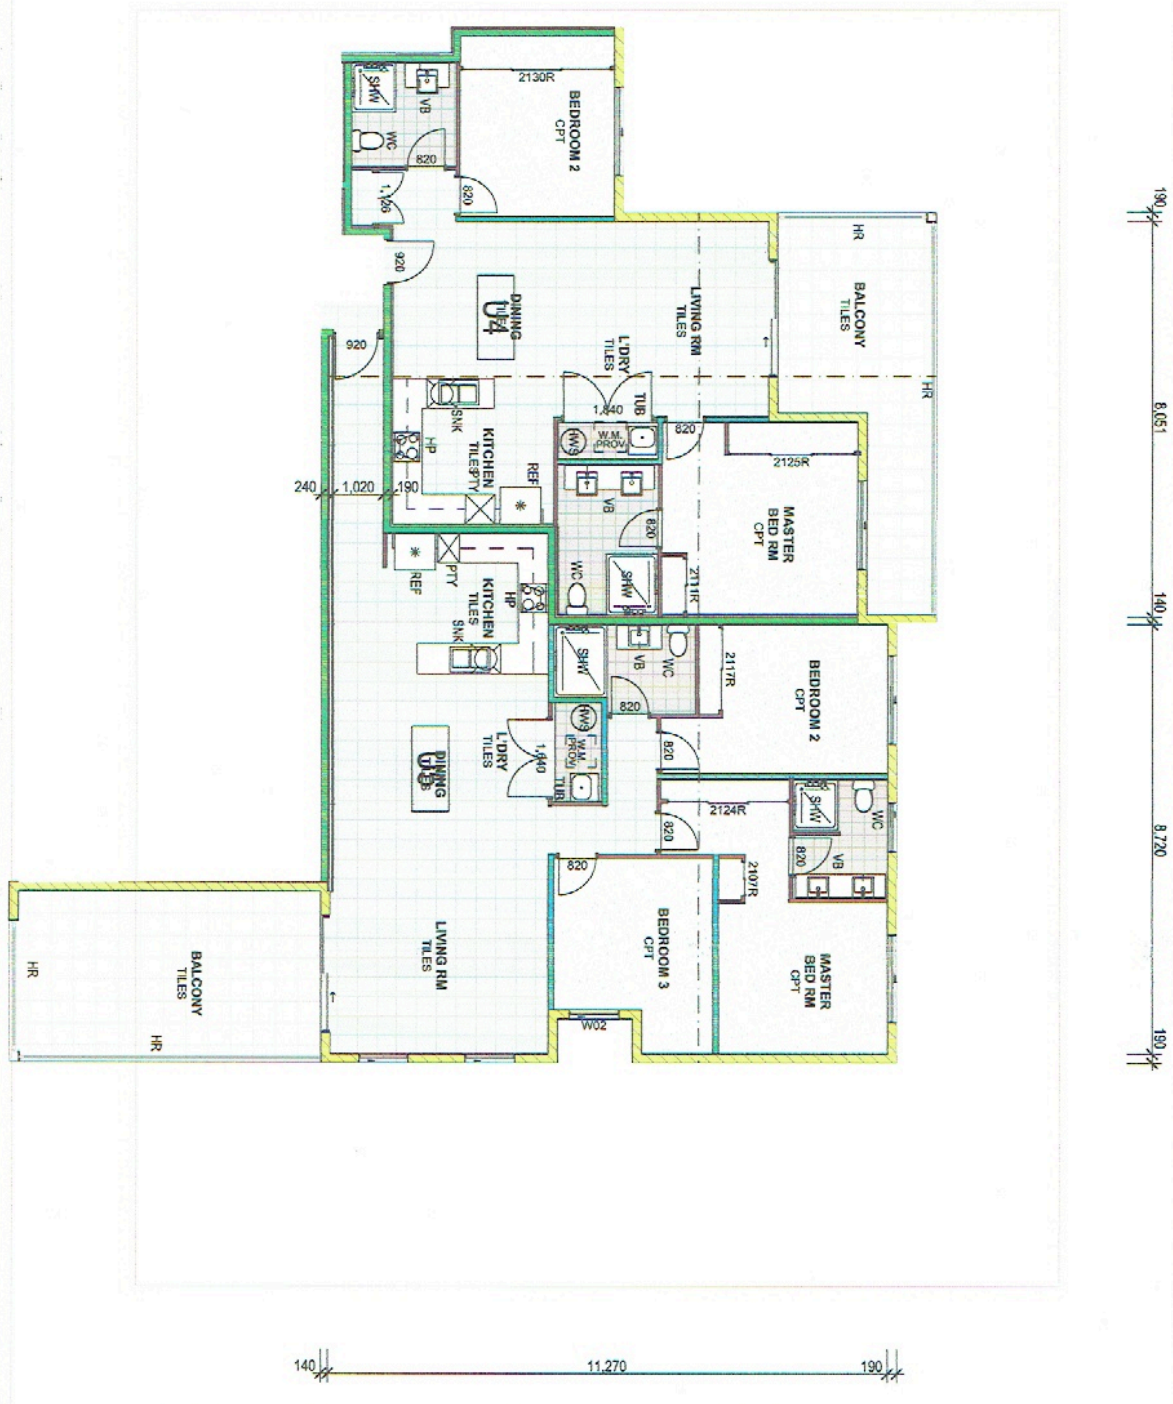 2130R
BEDROOM 2
CPT
SHW
VB
WC
820
820
1,126
920
HR
BALCONY
TILES
HR
LIVING RM
TILES
DINING
TILES
U4
L'DRY
TILES
TUB
1,840
920
SNK
HP
KITCHEN
TILES
PTY
REF
HWS
W.M.
PROV.
820
2125R
MASTER
BED RM
CPT
VB
820
WC
SHW
2111R
240
1,020
190
REF
PTY
KITCHEN
TILES
HP
SNK
SHW
VB
WC
820
2117R
BEDROOM 2
CPT
820
HWS
W.M.
PROV.
TUB
1,640
L'DRY
TILES
DINING
TILES
2124R
820
SHW
WC
VB
820
2107R
820
BEDROOM 3
CPT
MASTER
BED RM
CPT
LIVING RM
TILES
W02
BALCONY
TILES
HR
HR
190
8,051
140
8,720
190
140
11,270
190